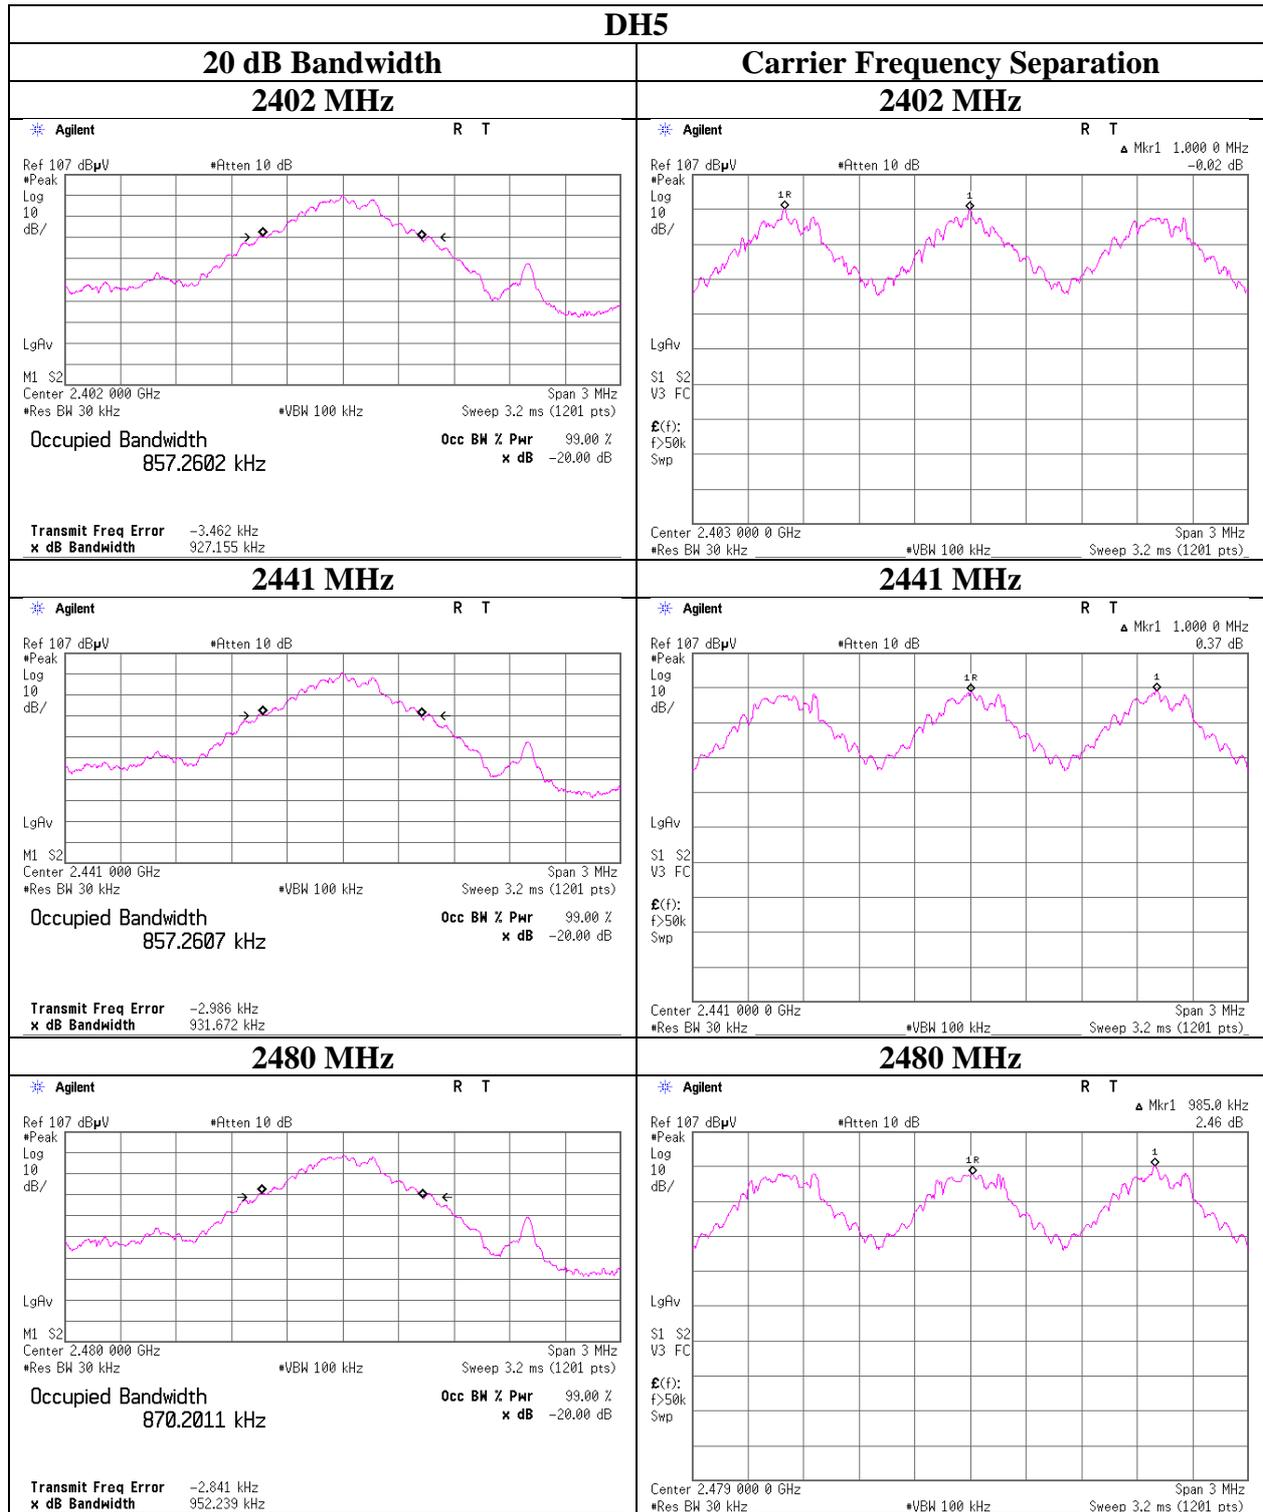 DH5
20 dB Bandwidth
Carrier Frequency Separation
2402 MHz
2402 MHz
Agilent R T
Ref 107 dBµV #Atten 10 dB
#Peak
Log
10
dB/
LgAv
M1 S2
Center 2.402 000 GHz Span 3 MHz
#Res BW 30 kHz #VBW 100 kHz Sweep 3.2 ms (1201 pts)
Occupied Bandwidth Occ BW % Pwr 99.00 %
857.2602 kHz x dB -20.00 dB
Transmit Freq Error -3.462 kHz
x dB Bandwidth 927.155 kHz
Agilent R T
Δ Mkr1 1.000 0 MHz
Ref 107 dBµV #Atten 10 dB -0.02 dB
#Peak
Log
10
dB/
1R
1
LgAv
S1 S2
V3 FC
£(f):
f>50k
Swp
Center 2.403 000 0 GHz Span 3 MHz
#Res BW 30 kHz #VBW 100 kHz Sweep 3.2 ms (1201 pts)
2441 MHz
2441 MHz
Agilent R T
Ref 107 dBµV #Atten 10 dB
#Peak
Log
10
dB/
LgAv
M1 S2
Center 2.441 000 GHz Span 3 MHz
#Res BW 30 kHz #VBW 100 kHz Sweep 3.2 ms (1201 pts)
Occupied Bandwidth Occ BW % Pwr 99.00 %
857.2607 kHz x dB -20.00 dB
Transmit Freq Error -2.986 kHz
x dB Bandwidth 931.672 kHz
Agilent R T
Δ Mkr1 1.000 0 MHz
Ref 107 dBµV #Atten 10 dB 0.37 dB
#Peak
Log
10
dB/
1R
1
LgAv
S1 S2
V3 FC
£(f):
f>50k
Swp
Center 2.441 000 0 GHz Span 3 MHz
#Res BW 30 kHz #VBW 100 kHz Sweep 3.2 ms (1201 pts)
2480 MHz
2480 MHz
Agilent R T
Ref 107 dBµV #Atten 10 dB
#Peak
Log
10
dB/
LgAv
M1 S2
Center 2.480 000 GHz Span 3 MHz
#Res BW 30 kHz #VBW 100 kHz Sweep 3.2 ms (1201 pts)
Occupied Bandwidth Occ BW % Pwr 99.00 %
870.2011 kHz x dB -20.00 dB
Transmit Freq Error -2.841 kHz
x dB Bandwidth 952.239 kHz
Agilent R T
Δ Mkr1 985.0 kHz
Ref 107 dBµV #Atten 10 dB 2.46 dB
#Peak
Log
10
dB/
1R
1
LgAv
S1 S2
V3 FC
£(f):
f>50k
Swp
Center 2.479 000 0 GHz Span 3 MHz
#Res BW 30 kHz #VBW 100 kHz Sweep 3.2 ms (1201 pts)